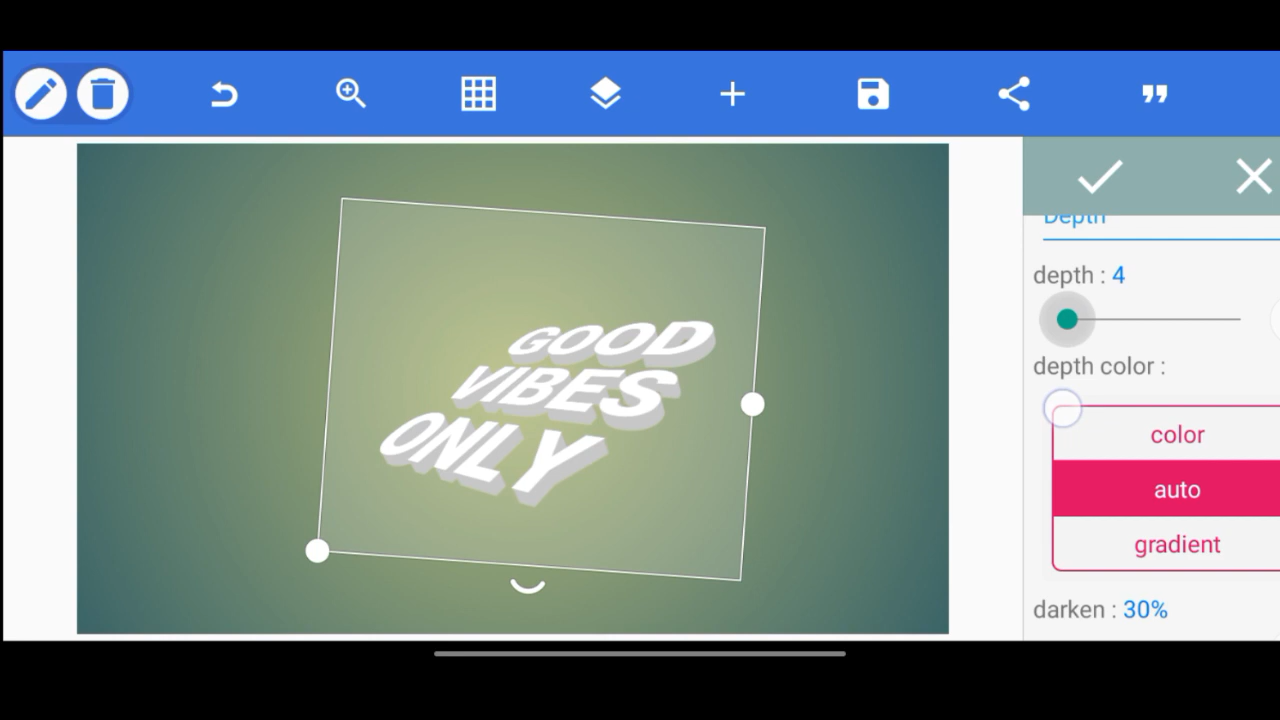 Depth
depth : 4
depth color :
color
auto
gradient
darken : 30%
GOOD
VIBES
ONLY